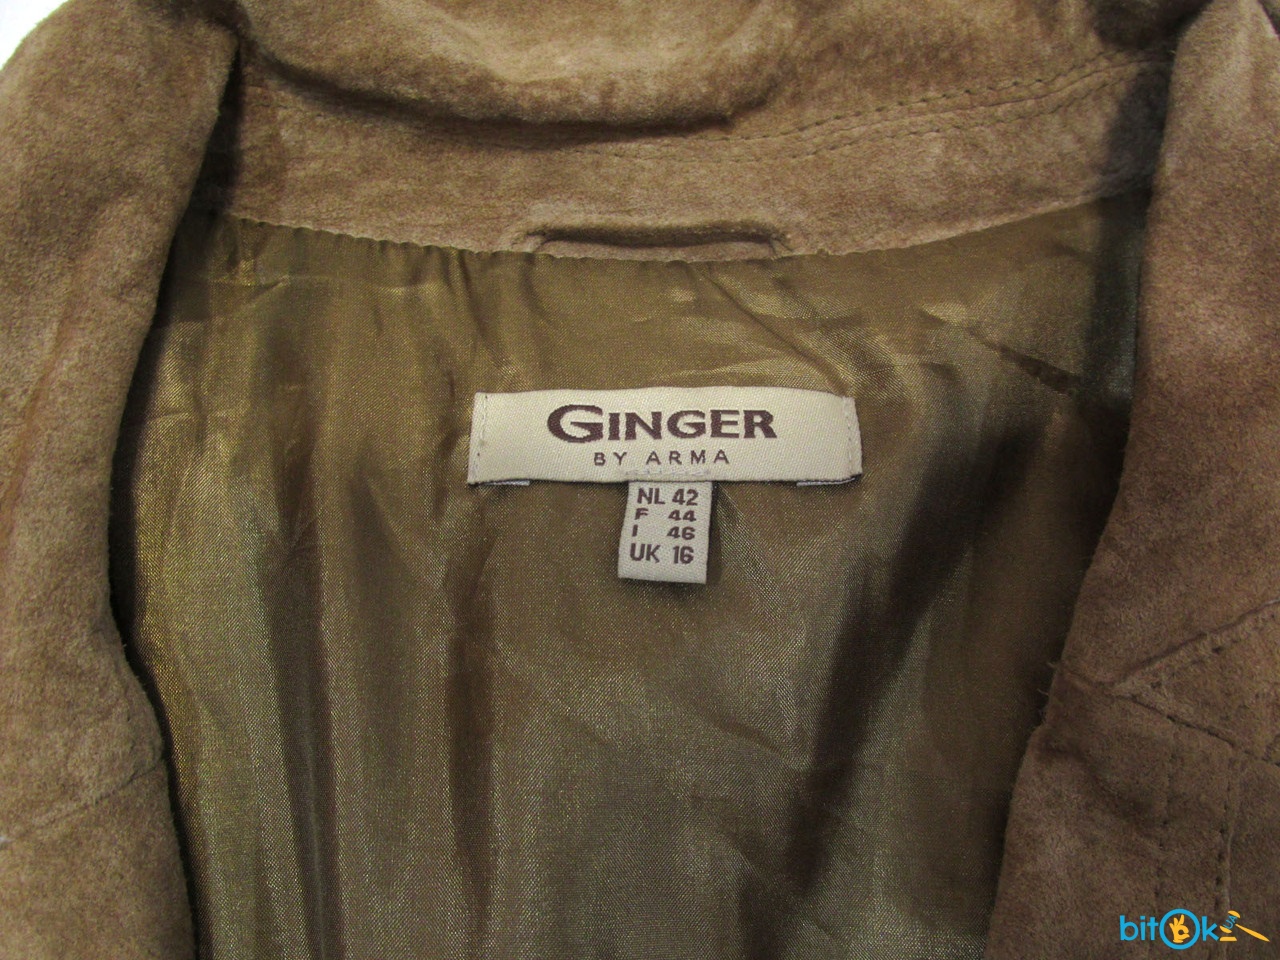 GINGER
BY ARMA
NL 42
F 44
I 46
UK 16
bitOk